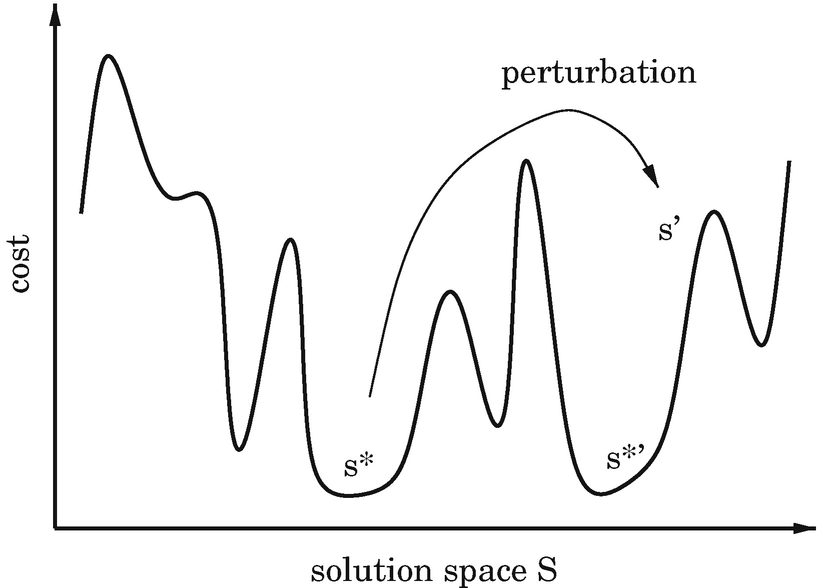 perturbation
s’
cost
s*
s*’
solution space S